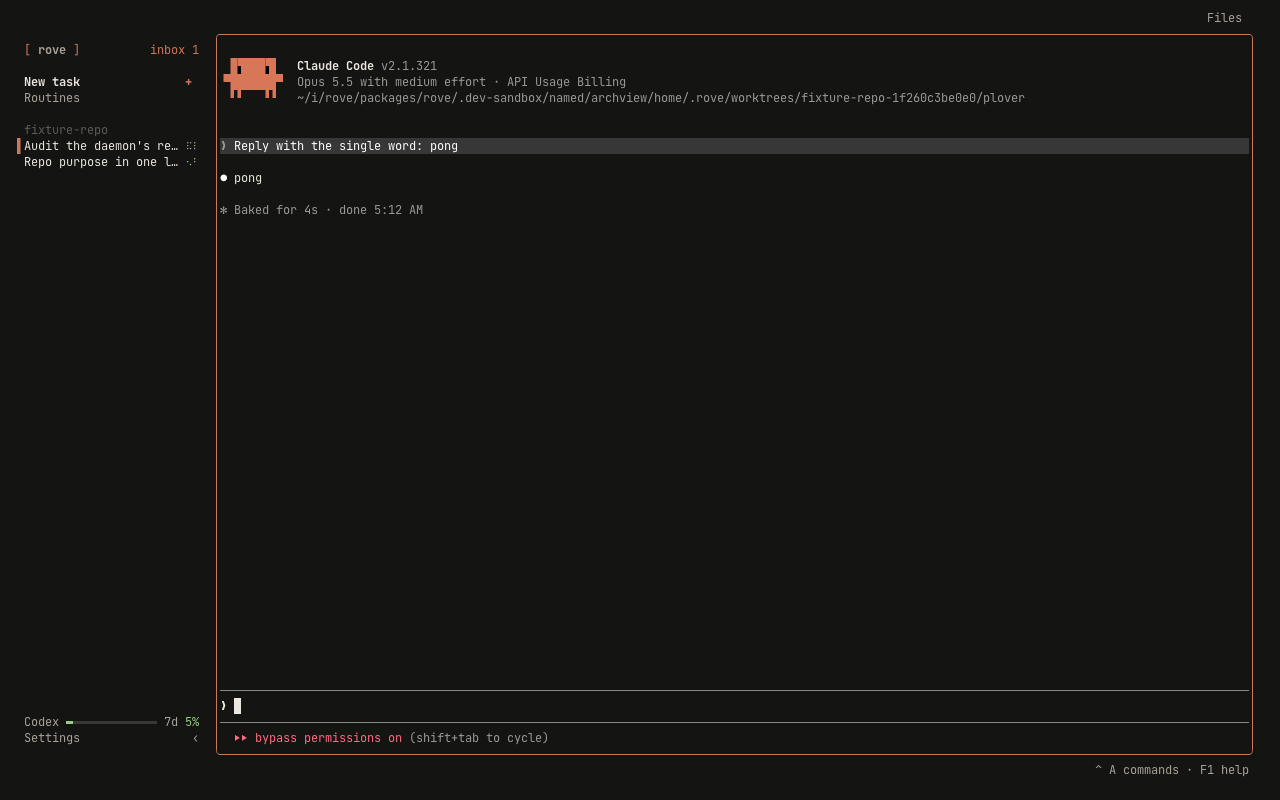 Files
[ rove ] inbox 1
New task +
Routines
fixture-repo
Audit the daemon's re…
Repo purpose in one l…
Codex 7d 5%
Settings ‹
Claude Code v2.1.321
Opus 5.5 with medium effort · API Usage Billing
~/i/rove/packages/rove/.dev-sandbox/named/archview/home/.rove/worktrees/fixture-repo-1f260c3be0e0/plover
❯ Reply with the single word: pong
● pong
✻ Baked for 4s · done 5:12 AM
❯
⏵⏵ bypass permissions on (shift+tab to cycle)
^ A commands · F1 help